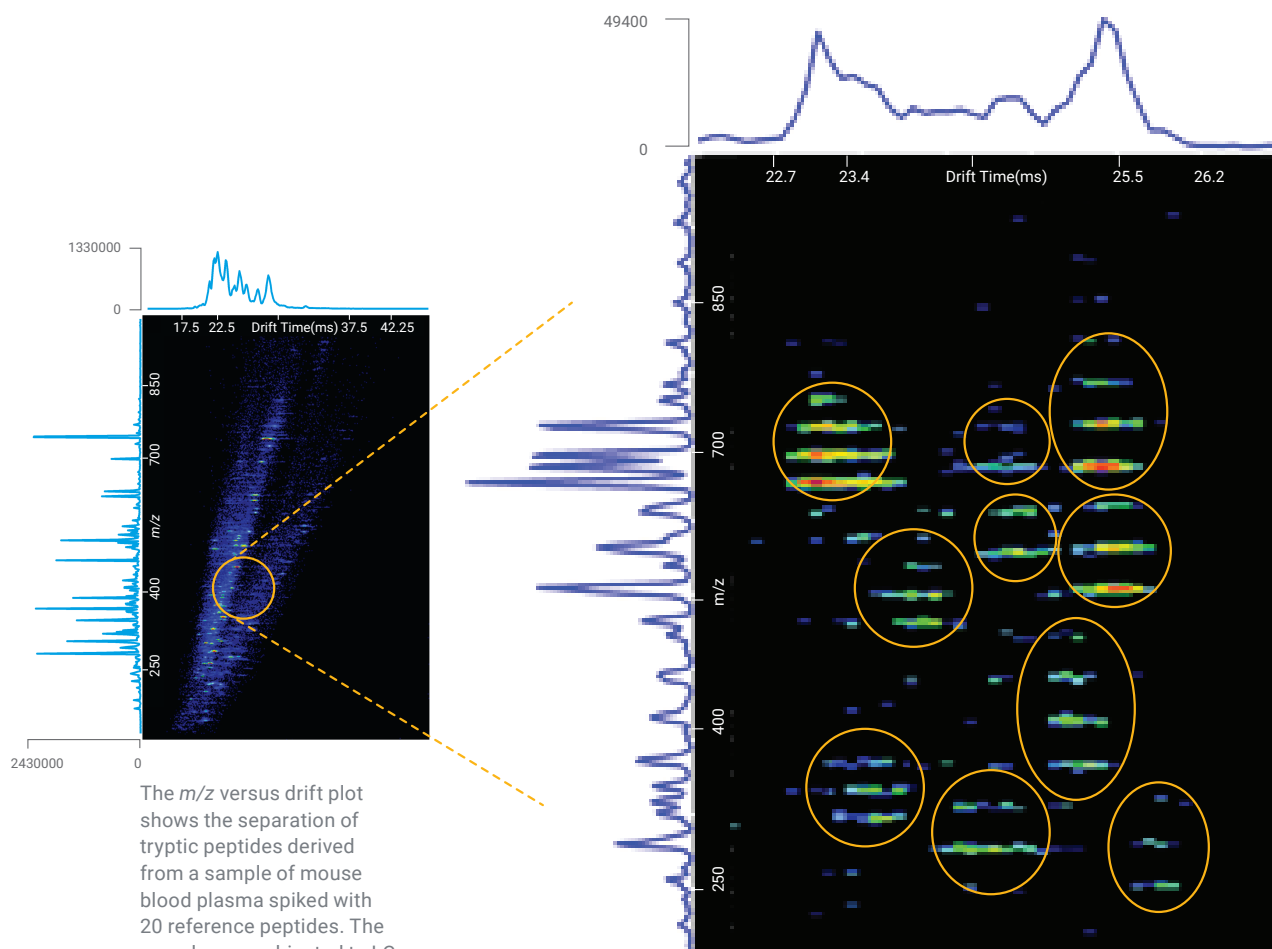 49400
0
22.7 23.4 Drift Time(ms) 25.5 26.2
850
700
m/z
400
250
1330000
0
17.5 22.5 Drift Time(ms) 37.5 42.25
850
700
m/z
400
250
2430000 0
The m/z versus drift plot
shows the separation of
tryptic peptides derived
from a sample of mouse
blood plasma spiked with
20 reference peptides. The